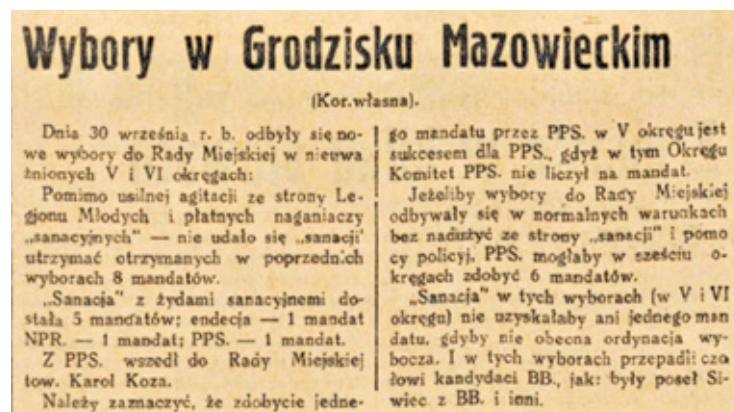 Wybory w Grodzisku Mazowieckim
(Kor. własna).
Dnia 30 września r. b. odbyły się no-
we wybory do Rady Miejskiej w nieuwa
żnionych V i VI okręgach:
Pomimo usilnej agitacji ze strony Le-
gjonu Młodych i płatnych naganiaczy
„sanacyjnych" — nie udało się „sanacji'
utrzymać otrzymanych w poprzednich
wyborach 8 mandatów.
„Sanacja" z żydami sanacyjnemi do-
stała 5 mandatów; endecja — 1 mandat
NPR. — 1 mandat; PPS. — 1 mandat.
Z PPS. wszedł do Rady Miejskiej
tow. Karol Koza.
Należy zaznaczyć, że zdobycie jedne-
go mandatu przez PPS. w V okręgu jest
sukcesem dla PPS., gdyż w tym Okręgu
Komitet PPS. nie liczył na mandat.
Jeżeliby wybory do Rady Miejskiej
odbywały się w normalnych warunkach
bez nadużyć ze strony „sanacji" i pomo
cy policyj, PPS. mogłaby w sześciu o-
kręgach zdobyć 6 mandatów.
„Sanacja" w tych wyborach (w V i VI
okręgu) nie uzyskałaby ani jednego man
datu, gdyby nie obecna ordynacja wy-
bocza. I w tych wyborach przepadli czo
łowi kandydaci BB., jak: były poseł Si-
wiec z BB. i inni.